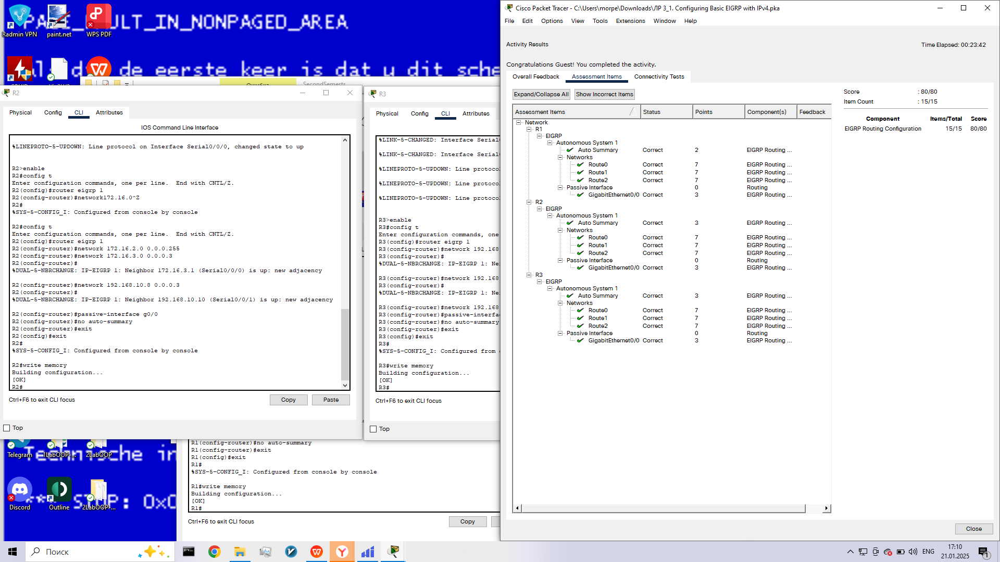 Radmin VPN
paint.net
WPS PDF
R2
Physical
Config
CLI
Attributes
IOS Command Line Interface
%LINEPROTO-5-UPDOWN: Line protocol on Interface Serial0/0/0, changed state to up
R2>enable
R2#config t
Enter configuration commands, one per line.  End with CNTL/Z.
R2(config)#router eigrp 1
R2(config-router)#network172.16.0^Z
R2#
%SYS-5-CONFIG_I: Configured from console by console
R2#config t
Enter configuration commands, one per line.  End with CNTL/Z.
R2(config)#router eigrp 1
R2(config-router)#network 172.16.2.0 0.0.0.255
R2(config-router)#network 172.16.3.0 0.0.0.3
R2(config-router)#
%DUAL-5-NBRCHANGE: IP-EIGRP 1: Neighbor 172.16.3.1 (Serial0/0/0) is up: new adjacency
R2(config-router)#network 192.168.10.8 0.0.0.3
R2(config-router)#
%DUAL-5-NBRCHANGE: IP-EIGRP 1: Neighbor 192.168.10.10 (Serial0/0/1) is up: new adjacency
R2(config-router)#passive-interface g0/0
R2(config-router)#no auto-summary
R2(config-router)#exit
R2(config)#exit
R2#
%SYS-5-CONFIG_I: Configured from console by console
R2#write memory
Building configuration...
[OK]
R2#
Ctrl+F6 to exit CLI focus
Copy
Paste
Top
R3
Physical
Config
CLI
Attributes
%LINK-5-CHANGED: Interface Serial
%LINK-5-CHANGED: Interface Serial
%LINEPROTO-5-UPDOWN: Line protocol
%LINEPROTO-5-UPDOWN: Line protocol
%LINEPROTO-5-UPDOWN: Line protocol
R3>enable
R3#config t
Enter configuration commands, one
R3(config)#router eigrp 1
R3(config-router)#network 192.168
R3(config-router)#
%DUAL-5-NBRCHANGE: IP-EIGRP 1: Nei
R3(config-router)#network 192.168
R3(config-router)#
%DUAL-5-NBRCHANGE: IP-EIGRP 1: Nei
R3(config-router)#network 192.168
R3(config-router)#passive-interfac
R3(config-router)#no auto-summary
R3(config-router)#exit
R3(config)#exit
R3#
%SYS-5-CONFIG_I: Configured from
R3#write memory
Building configuration...
[OK]
R3#
Ctrl+F6 to exit CLI focus
Top
R1(config-router)#no auto-summary
R1(config-router)#exit
R1(config)#exit
R1#
%SYS-5-CONFIG_I: Configured from console by console
R1#write memory
Building configuration...
[OK]
R1#
Ctrl+F6 to exit CLI focus
Copy
_IN_NONPAGED_AREA
de eerste keer is dat u dit sche
Technische in
*** STOP: 0x0
Telegram
1LabOOP-...
2LabOOP
Discord
Outline
2LabOOP-...
Cisco Packet Tracer - C:\Users\morpe\Downloads\ЛР 3_1. Configuring Basic EIGRP with IPv4.pka
File
Edit
Options
View
Tools
Extensions
Window
Help
Activity Results
Time Elapsed: 00:23:42
Congratulations Guest! You completed the activity.
Overall Feedback
Assessment Items
Connectivity Tests
Expand/Collapse All
Show Incorrect Items
Assessment Items Status Points Component(s) Feedback
Network
R1
EIGRP
Autonomous System 1
Auto Summary Correct 2 EIGRP Routing ...
Networks
Route0 Correct 7 EIGRP Routing ...
Route1 Correct 7 EIGRP Routing ...
Route2 Correct 7 EIGRP Routing ...
Passive Interface 0 Routing
GigabitEthernet0/0 Correct 3 EIGRP Routing ...
R2
EIGRP
Autonomous System 1
Auto Summary Correct 3 EIGRP Routing ...
Networks
Route0 Correct 7 EIGRP Routing ...
Route1 Correct 7 EIGRP Routing ...
Route2 Correct 7 EIGRP Routing ...
Passive Interface 0 Routing
GigabitEthernet0/0 Correct 3 EIGRP Routing ...
R3
EIGRP
Autonomous System 1
Auto Summary Correct 3 EIGRP Routing ...
Networks
Route0 Correct 7 EIGRP Routing ...
Route1 Correct 7 EIGRP Routing ...
Route2 Correct 7 EIGRP Routing ...
Passive Interface 0 Routing
GigabitEthernet0/0 Correct 3 EIGRP Routing ...
Score : 80/80
Item Count : 15/15
Component Items/Total Score
EIGRP Routing Configuration 15/15 80/80
Close
Поиск
ENG
17:10
21.01.2025
1